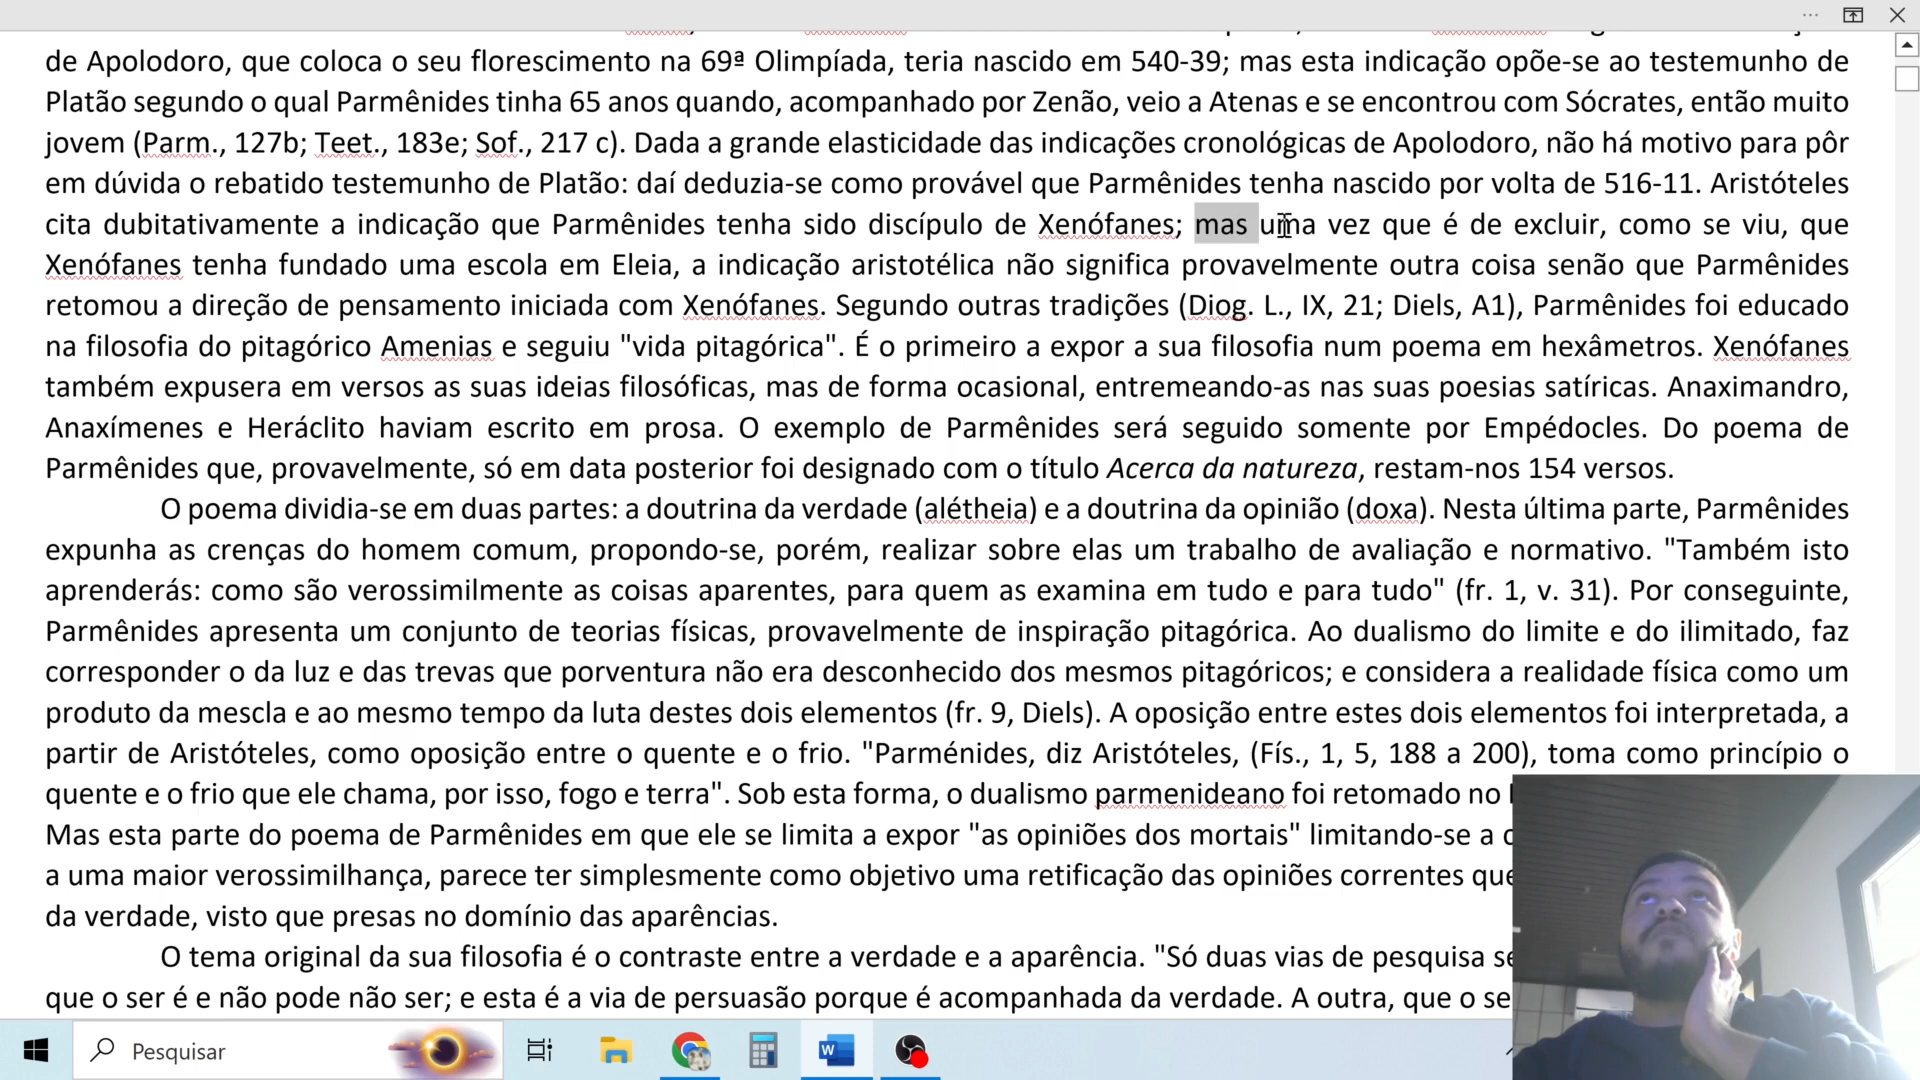 de Apolodoro, que coloca o seu florescimento na 69ª Olimpíada, teria nascido em 540-39; mas esta indicação opõe-se ao testemunho de
Platão segundo o qual Parmênides tinha 65 anos quando, acompanhado por Zenão, veio a Atenas e se encontrou com Sócrates, então muito
jovem (Parm., 127b; Teet., 183e; Sof., 217 c). Dada a grande elasticidade das indicações cronológicas de Apolodoro, não há motivo para pôr
em dúvida o rebatido testemunho de Platão: daí deduzia-se como provável que Parmênides tenha nascido por volta de 516-11. Aristóteles
cita dubitativamente a indicação que Parmênides tenha sido discípulo de Xenófanes; mas uma vez que é de excluir, como se viu, que
Xenófanes tenha fundado uma escola em Eleia, a indicação aristotélica não significa provavelmente outra coisa senão que Parmênides
retomou a direção de pensamento iniciada com Xenófanes. Segundo outras tradições (Diog. L., IX, 21; Diels, A1), Parmênides foi educado
na filosofia do pitagórico Amenias e seguiu "vida pitagórica". É o primeiro a expor a sua filosofia num poema em hexâmetros. Xenófanes
também expusera em versos as suas ideias filosóficas, mas de forma ocasional, entremeando-as nas suas poesias satíricas. Anaximandro,
Anaxímenes e Heráclito haviam escrito em prosa. O exemplo de Parmênides será seguido somente por Empédocles. Do poema de
Parmênides que, provavelmente, só em data posterior foi designado com o título Acerca da natureza, restam-nos 154 versos.
O poema dividia-se em duas partes: a doutrina da verdade (alétheia) e a doutrina da opinião (doxa). Nesta última parte, Parmênides
expunha as crenças do homem comum, propondo-se, porém, realizar sobre elas um trabalho de avaliação e normativo. "Também isto
aprenderás: como são verossimilmente as coisas aparentes, para quem as examina em tudo e para tudo" (fr. 1, v. 31). Por conseguinte,
Parmênides apresenta um conjunto de teorias físicas, provavelmente de inspiração pitagórica. Ao dualismo do limite e do ilimitado, faz
corresponder o da luz e das trevas que porventura não era desconhecido dos mesmos pitagóricos; e considera a realidade física como um
produto da mescla e ao mesmo tempo da luta destes dois elementos (fr. 9, Diels). A oposição entre estes dois elementos foi interpretada, a
partir de Aristóteles, como oposição entre o quente e o frio. "Parménides, diz Aristóteles, (Fís., 1, 5, 188 a 200), toma como princípio o
quente e o frio que ele chama, por isso, fogo e terra". Sob esta forma, o dualismo parmenideano foi retomado no
Mas esta parte do poema de Parmênides em que ele se limita a expor "as opiniões dos mortais" limitando-se a
a uma maior verossimilhança, parece ter simplesmente como objetivo uma retificação das opiniões correntes que
da verdade, visto que presas no domínio das aparências.
O tema original da sua filosofia é o contraste entre a verdade e a aparência. "Só duas vias de pesquisa
que o ser é e não pode não ser; e esta é a via de persuasão porque é acompanhada da verdade. A outra, que o
Pesquisar